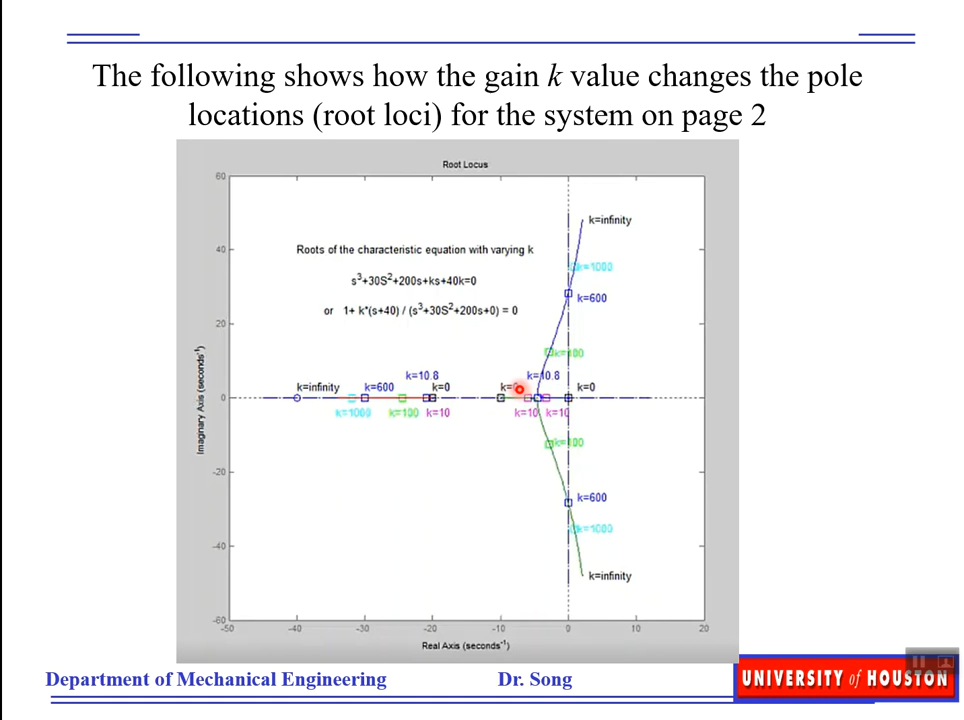 The following shows how the gain k value changes the pole
locations (root loci) for the system on page 2
Root Locus
60
40
20
0
-20
-40
-60
Imaginary Axis (seconds⁻¹)
k=infinity
k=1000
k=600
Roots of the characteristic equation with varying k
s³+30S²+200s+ks+40k=0
or 1+ k*(s+40) / (s³+30S²+200s+0) = 0
k=100
k=10.8 k=10.8
k=infinity k=600 k=0 k=0
k=1000 k=100 k=10 k=10 k=10
k=100
k=600
k=1000
k=infinity
-50 -40 -30 -20 -10 0 10 20
Real Axis (seconds⁻¹)
Department of Mechanical Engineering
Dr. Song
UNIVERSITY of HOUSTON